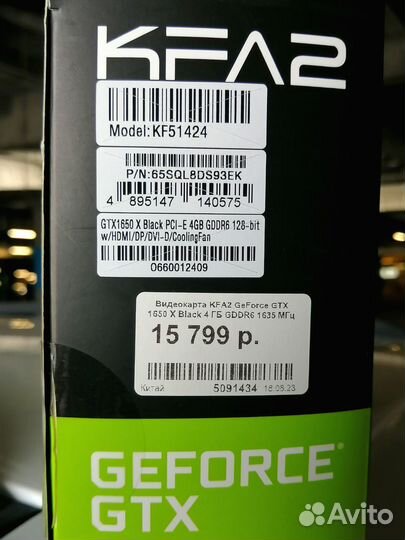 KFA2
Model:KF51424
P/N:65SQL8DS93EK
4 895147 140575
GTX1650 X Black PCI-E 4GB GDDR6 128-bit
w/HDMI/DP/DVI-D/CoolingFan
0660012409
Видеокарта KFA2 GeForce GTX
1650 X Black 4 ГБ GDDR6 1635 МГц
15 799 р.
Китай 5091434 18.08.23
GEFORCE
GTX
Avito